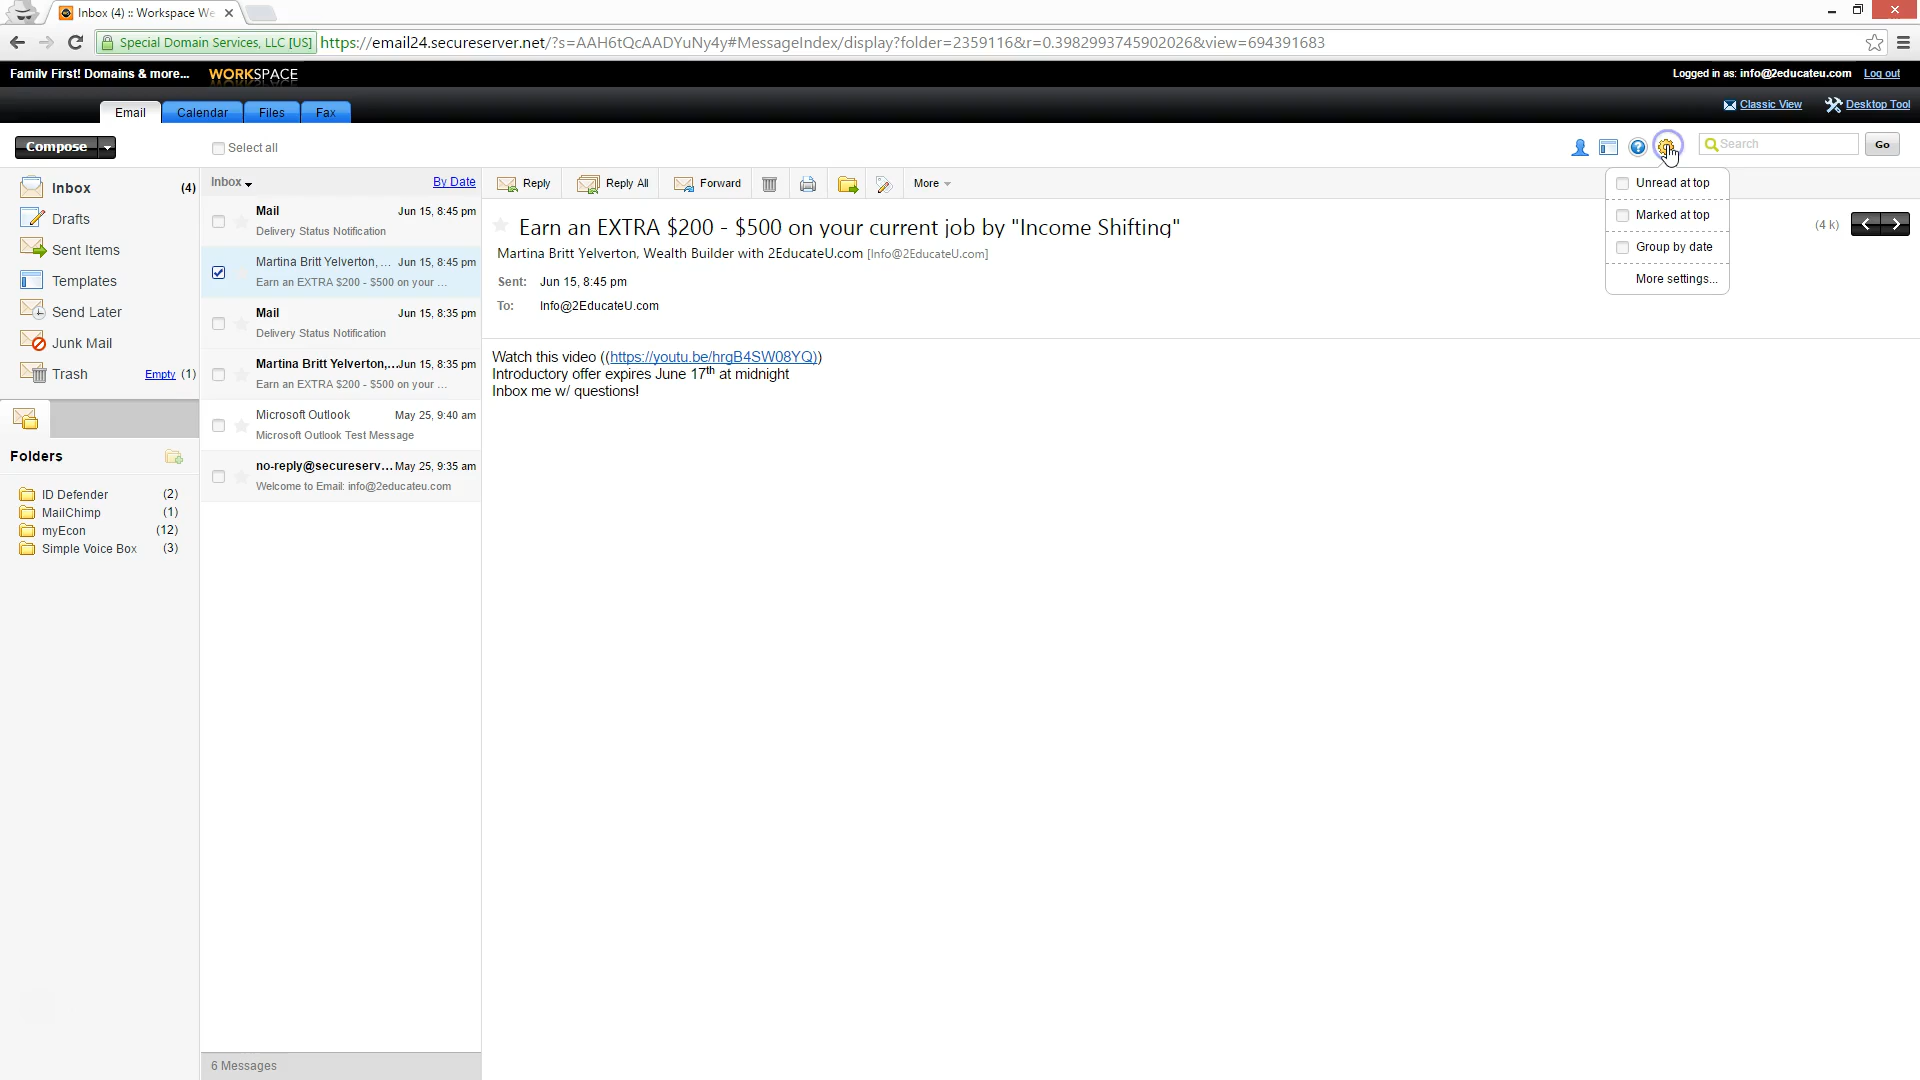 Inbox (4) :: Workspace We
Special Domain Services, LLC [US]
https://email24.secureserver.net/?s=AAH6tQcAADYuNy4y#MessageIndex/display?folder=2359116&r=0.3982993745902026&view=694391683
Family First! Domains & more...
WORKSPACE
Logged in as: info@2educateu.com
Log out
Email
Calendar
Files
Fax
Classic View
Desktop Tool
Compose
Select all
Search
Go
Inbox (4)
Drafts
Sent Items
Templates
Send Later
Junk Mail
Trash Empty (1)
Folders
ID Defender (2)
MailChimp (1)
myEcon (12)
Simple Voice Box (3)
Inbox By Date
Mail Jun 15, 8:45 pm
Delivery Status Notification
Martina Britt Yelverton, ... Jun 15, 8:45 pm
Earn an EXTRA $200 - $500 on your ...
Mail Jun 15, 8:35 pm
Delivery Status Notification
Martina Britt Yelverton,... Jun 15, 8:35 pm
Earn an EXTRA $200 - $500 on your ...
Microsoft Outlook May 25, 9:40 am
Microsoft Outlook Test Message
no-reply@secureserv... May 25, 9:35 am
Welcome to Email: info@2educateu.com
6 Messages
Reply
Reply All
Forward
More
Unread at top
Marked at top
Group by date
More settings...
Earn an EXTRA $200 - $500 on your current job by "Income Shifting"
(4 k)
Martina Britt Yelverton, Wealth Builder with 2EducateU.com [Info@2EducateU.com]
Sent: Jun 15, 8:45 pm
To: Info@2EducateU.com
Watch this video ((https://youtu.be/hrgB4SW08YQ))
Introductory offer expires June 17th at midnight
Inbox me w/ questions!